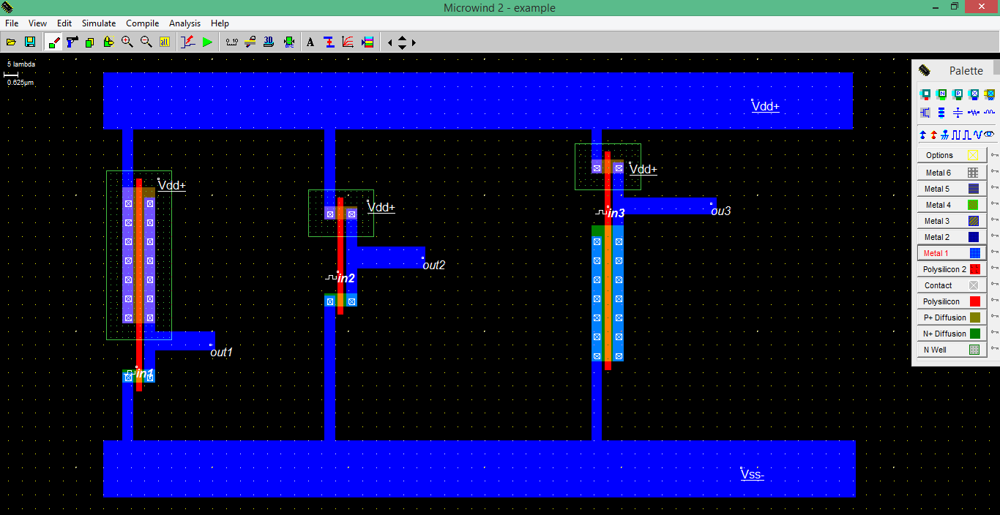 Microwind 2 - example
File View Edit Simulate Compile Analysis Help
5 lambda
0.625µm
Vdd+
Vdd+
Vdd+
Vdd+
in3
ou3
out2
in2
out1
in1
Vss-
Palette
Options
Metal 6
Metal 5
Metal 4
Metal 3
Metal 2
Metal 1
Polysilicon 2
Contact
Polysilicon
P+ Diffusion
N+ Diffusion
N Well